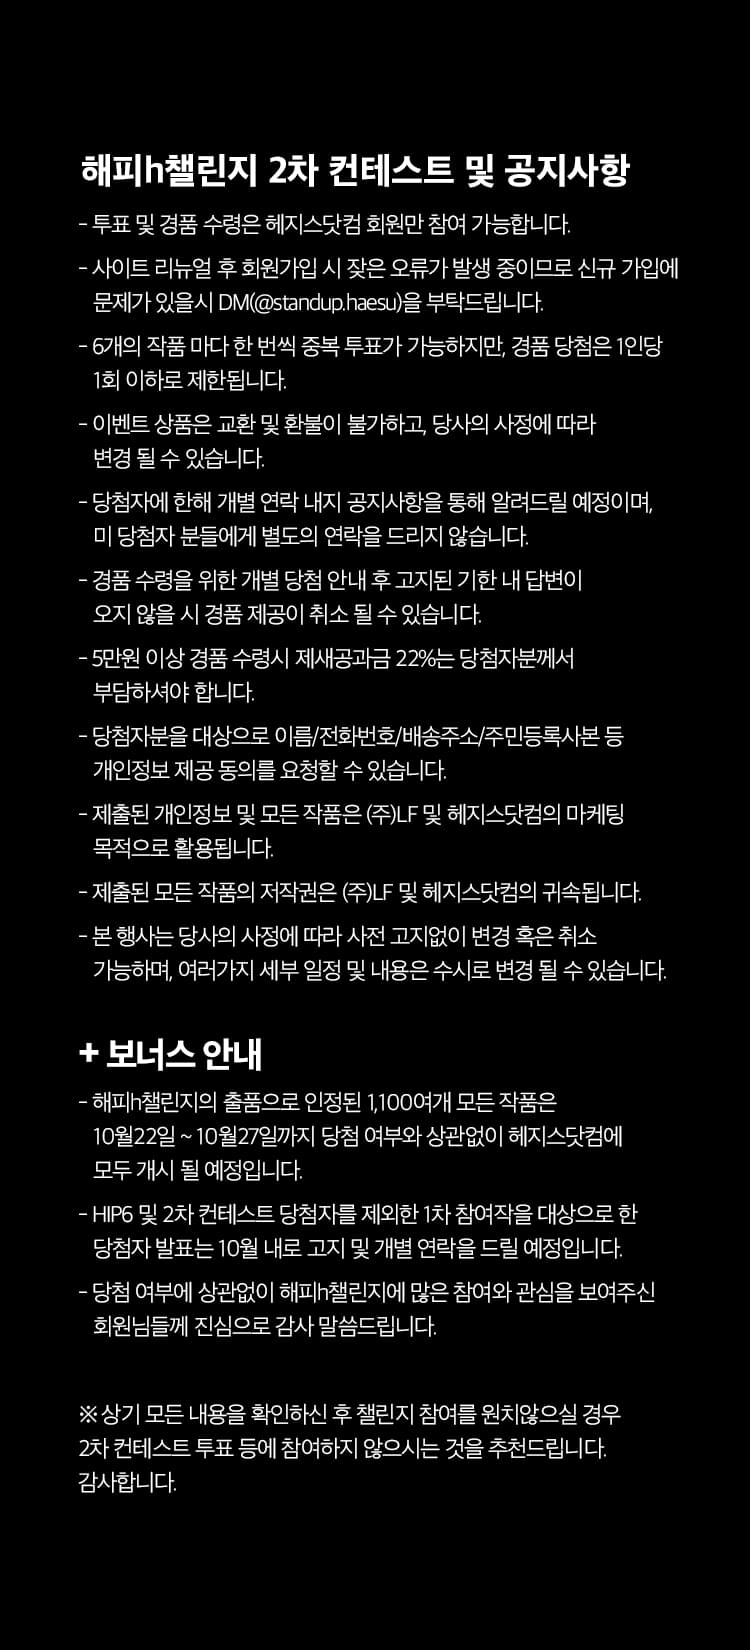 해피h챌린지 2차 컨테스트 및 공지사항
- 투표 및 경품 수령은 헤지스닷컴 회원만 참여 가능합니다.
- 사이트 리뉴얼 후 회원가입 시 잦은 오류가 발생 중이므로 신규 가입에
문제가 있을시 DM(@standup.haesu)을 부탁드립니다.
- 6개의 작품 마다 한 번씩 중복 투표가 가능하지만, 경품 당첨은 1인당
1회 이하로 제한됩니다.
- 이벤트 상품은 교환 및 환불이 불가하고, 당사의 사정에 따라
변경 될 수 있습니다.
- 당첨자에 한해 개별 연락 내지 공지사항을 통해 알려드릴 예정이며,
미 당첨자 분들에게 별도의 연락을 드리지 않습니다.
- 경품 수령을 위한 개별 당첨 안내 후 고지된 기한 내 답변이
오지 않을 시 경품 제공이 취소 될 수 있습니다.
- 5만원 이상 경품 수령시 제새공과금 22%는 당첨자분께서
부담하셔야 합니다.
- 당첨자분을 대상으로 이름/전화번호/배송주소/주민등록사본 등
개인정보 제공 동의를 요청할 수 있습니다.
- 제출된 개인정보 및 모든 작품은 (주)LF 및 헤지스닷컴의 마케팅
목적으로 활용됩니다.
- 제출된 모든 작품의 저작권은 (주)LF 및 헤지스닷컴의 귀속됩니다.
- 본 행사는 당사의 사정에 따라 사전 고지없이 변경 혹은 취소
가능하며, 여러가지 세부 일정 및 내용은 수시로 변경 될 수 있습니다.
+ 보너스 안내
- 해피h챌린지의 출품으로 인정된 1,100여개 모든 작품은
10월22일 ~ 10월27일까지 당첨 여부와 상관없이 헤지스닷컴에
모두 개시 될 예정입니다.
- HIP6 및 2차 컨테스트 당첨자를 제외한 1차 참여작을 대상으로 한
당첨자 발표는 10월 내로 고지 및 개별 연락을 드릴 예정입니다.
- 당첨 여부에 상관없이 해피h챌린지에 많은 참여와 관심을 보여주신
회원님들께 진심으로 감사 말씀드립니다.
※ 상기 모든 내용을 확인하신 후 챌린지 참여를 원치않으실 경우
2차 컨테스트 투표 등에 참여하지 않으시는 것을 추천드립니다.
감사합니다.